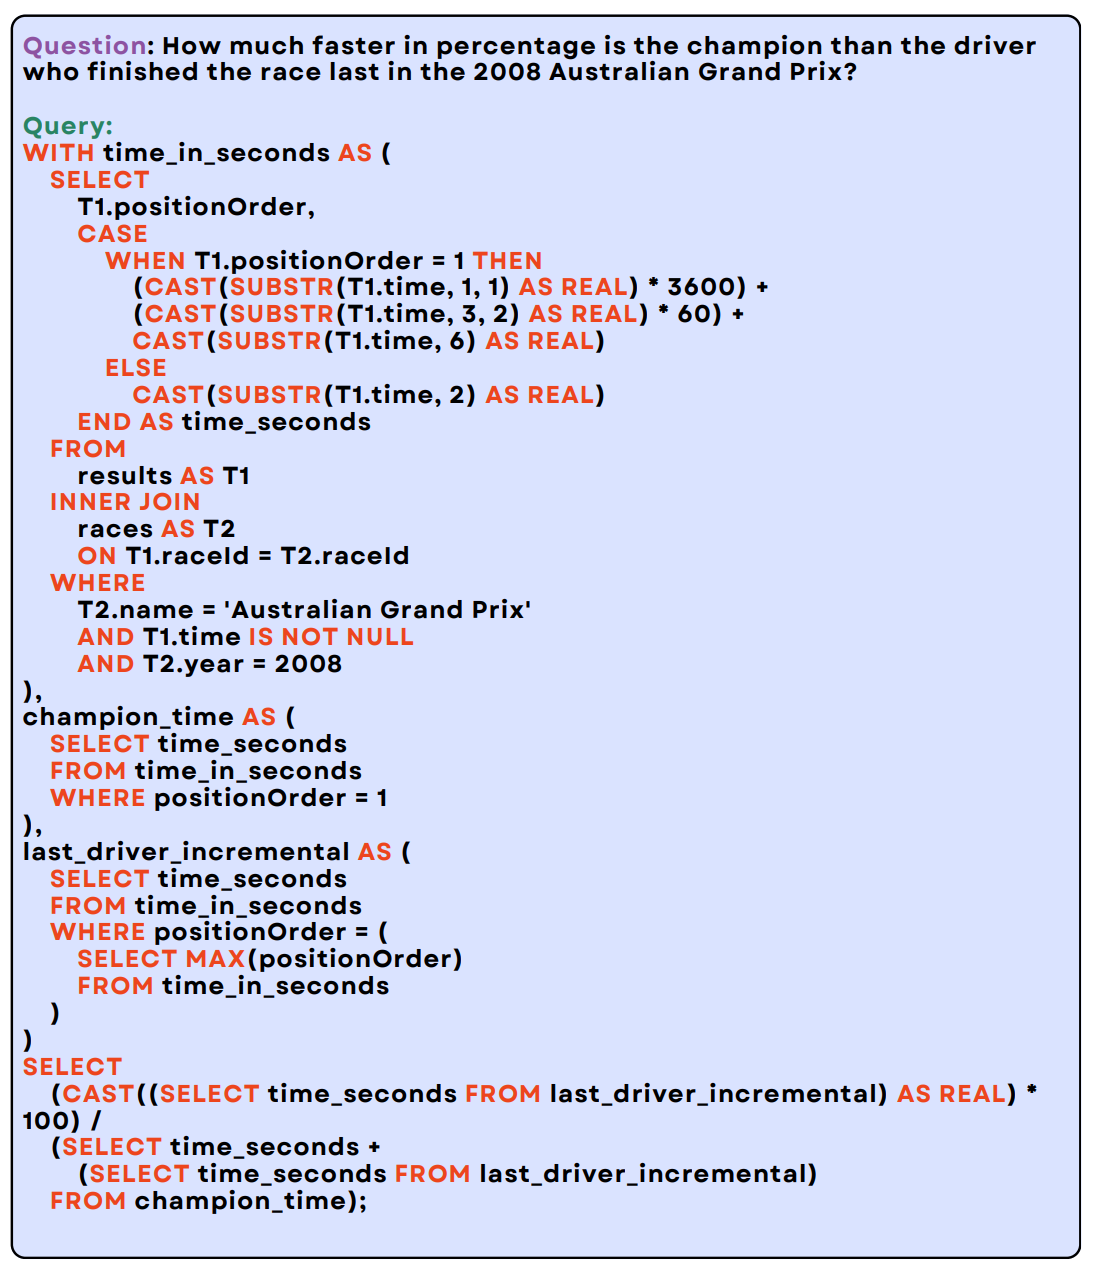 Question: How much faster in percentage is the champion than the driver
who finished the race last in the 2008 Australian Grand Prix?
Query:
WITH time_in_seconds AS (
SELECT
T1.positionOrder,
CASE
WHEN T1.positionOrder = 1 THEN
(CAST(SUBSTR(T1.time, 1, 1) AS REAL) * 3600) +
(CAST(SUBSTR(T1.time, 3, 2) AS REAL) * 60) +
CAST(SUBSTR(T1.time, 6) AS REAL)
ELSE
CAST(SUBSTR(T1.time, 2) AS REAL)
END AS time_seconds
FROM
results AS T1
INNER JOIN
races AS T2
ON T1.raceId = T2.raceId
WHERE
T2.name = 'Australian Grand Prix'
AND T1.time IS NOT NULL
AND T2.year = 2008
),
champion_time AS (
SELECT time_seconds
FROM time_in_seconds
WHERE positionOrder = 1
),
last_driver_incremental AS (
SELECT time_seconds
FROM time_in_seconds
WHERE positionOrder = (
SELECT MAX(positionOrder)
FROM time_in_seconds
)
)
SELECT
(CAST((SELECT time_seconds FROM last_driver_incremental) AS REAL) *
100) /
(SELECT time_seconds +
(SELECT time_seconds FROM last_driver_incremental)
FROM champion_time);